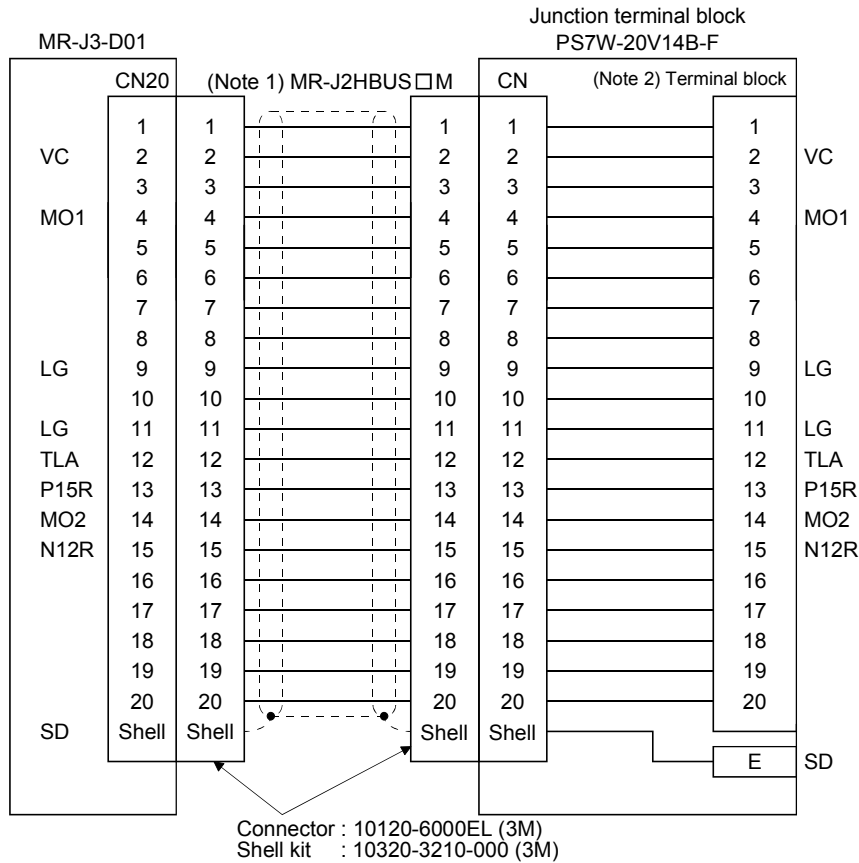 Junction terminal block
MR-J3-D01 PS7W-20V14B-F
CN20 (Note 1) MR-J2HBUS□M CN (Note 2) Terminal block
1 1 1 1 1
VC 2 2 2 2 2 VC
3 3 3 3 3
MO1 4 4 4 4 4 MO1
5 5 5 5 5
6 6 6 6 6
7 7 7 7 7
8 8 8 8 8
LG 9 9 9 9 9 LG
10 10 10 10 10
LG 11 11 11 11 11 LG
TLA 12 12 12 12 12 TLA
P15R 13 13 13 13 13 P15R
MO2 14 14 14 14 14 MO2
N12R 15 15 15 15 15 N12R
16 16 16 16 16
17 17 17 17 17
18 18 18 18 18
19 19 19 19 19
20 20 20 20 20
SD Shell Shell Shell Shell
E SD
Connector : 10120-6000EL (3M)
Shell kit : 10320-3210-000 (3M)